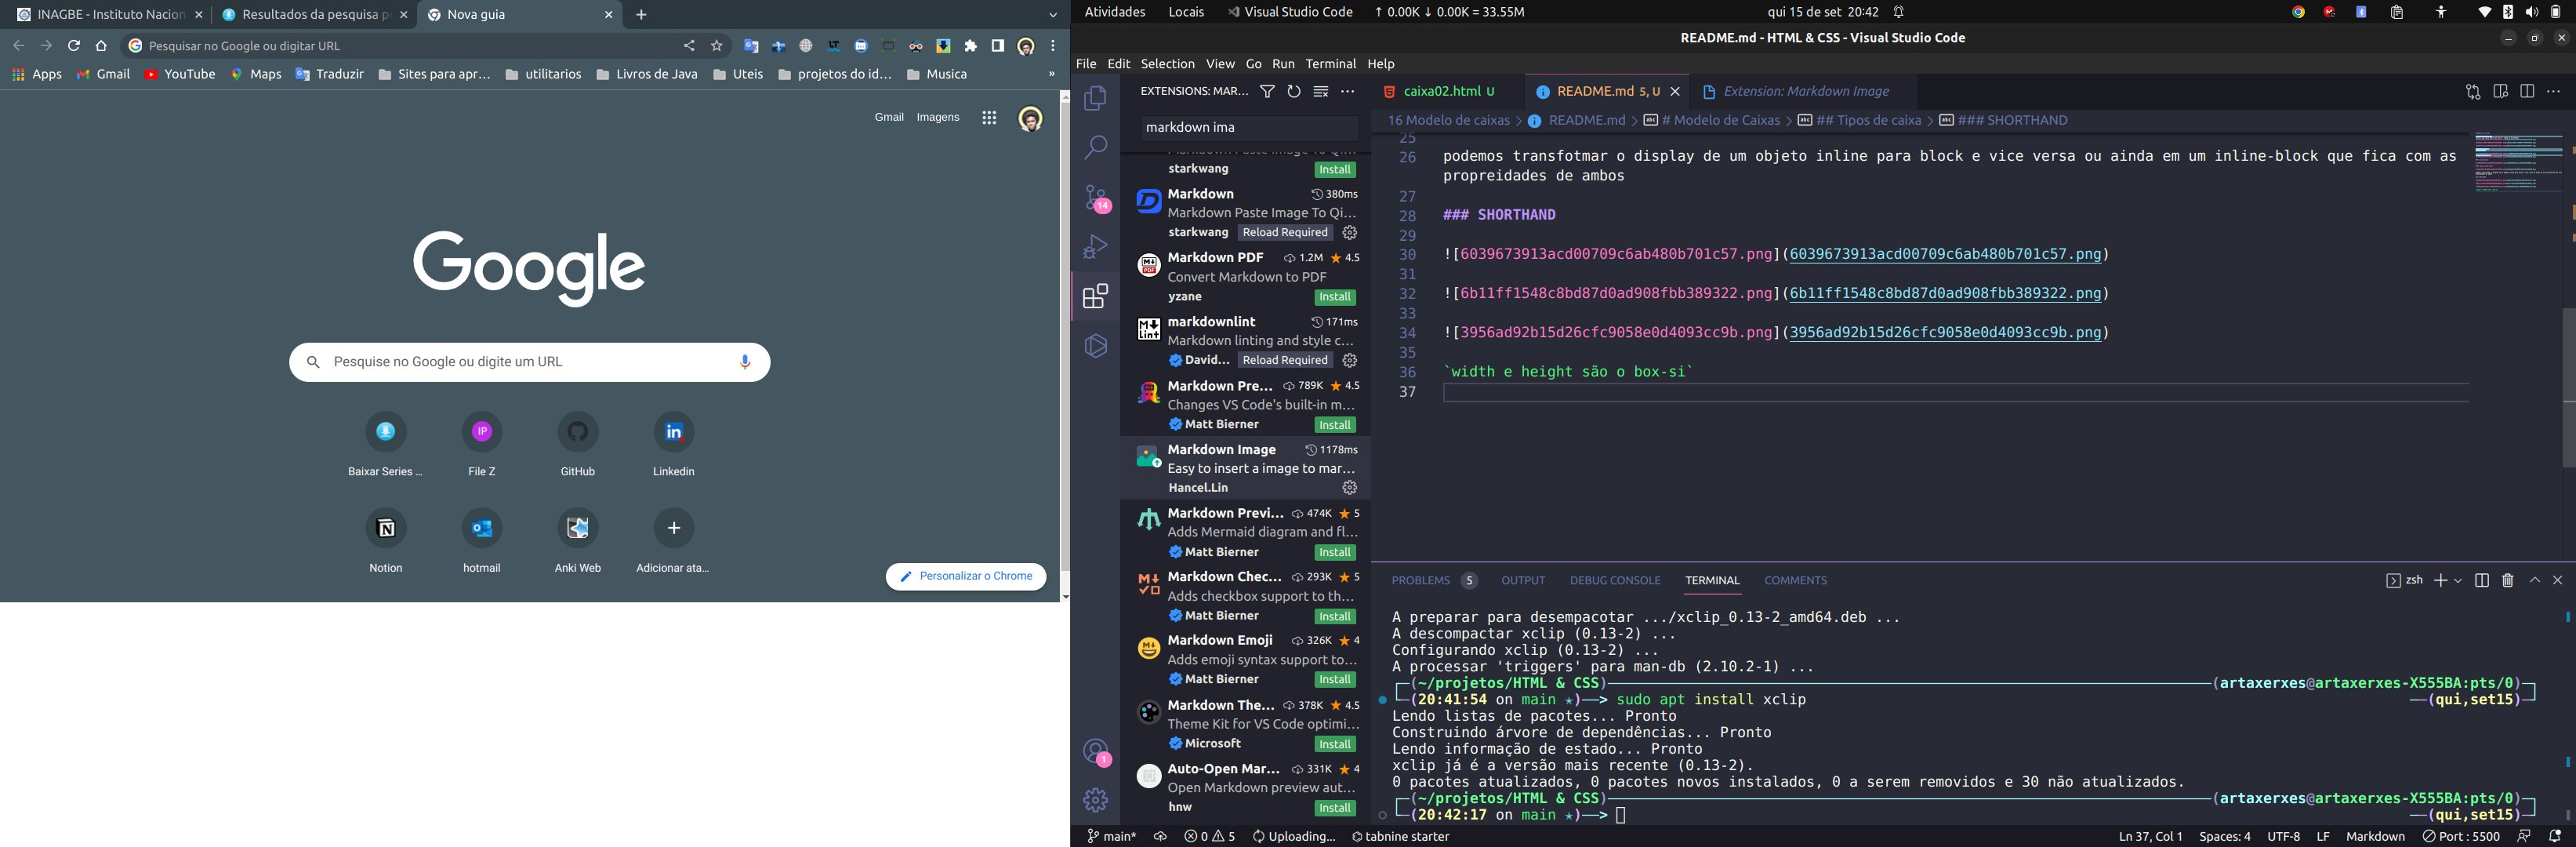 INAGBE - Instituto Nacion
Resultados da pesquisa p
Nova guia
Pesquisar no Google ou digitar URL
Apps
Gmail
YouTube
Maps
Traduzir
Sites para apr...
utilitarios
Livros de Java
Uteis
projetos do id...
Musica
»
Gmail
Imagens
Google
Pesquise no Google ou digite um URL
Baixar Series ...
IP
File Z
GitHub
Linkedin
Notion
hotmail
Anki Web
Adicionar ata...
Personalizar o Chrome
Atividades
Locais
Visual Studio Code
↑ 0.00K ↓ 0.00K = 33.55M
qui 15 de set 20:42
README.md - HTML & CSS - Visual Studio Code
File Edit Selection View Go Run Terminal Help
EXTENSIONS: MAR...
markdown ima
14
1
starkwang
Install
Markdown
380ms
Markdown Paste Image To Qi...
starkwang
Reload Required
Markdown PDF
1.2M ★ 4.5
Convert Markdown to PDF
yzane
Install
markdownlint
171ms
Markdown linting and style c...
David...
Reload Required
Markdown Pre...
789K ★ 4.5
Changes VS Code's built-in m...
Matt Bierner
Install
Markdown Image
1178ms
Easy to insert a image to mar...
Hancel.Lin
Markdown Previ...
474K ★ 5
Adds Mermaid diagram and fl...
Matt Bierner
Install
Markdown Chec...
293K ★ 5
Adds checkbox support to th...
Matt Bierner
Install
Markdown Emoji
326K ★ 4
Adds emoji syntax support to...
Matt Bierner
Install
Markdown The...
378K ★ 4.5
Theme Kit for VS Code optimi...
Microsoft
Install
Auto-Open Mar...
331K ★ 4
Open Markdown preview aut...
hnw
Install
caixa02.html U
README.md 5, U
Extension: Markdown Image
16 Modelo de caixas > README.md > # Modelo de Caixas > ## Tipos de caixa > ### SHORTHAND
25
26 podemos transfotmar o display de um objeto inline para block e vice versa ou ainda em um inline-block que fica com as
propreidades de ambos
27
28 ### SHORTHAND
29
30 ![6039673913acd00709c6ab480b701c57.png](6039673913acd00709c6ab480b701c57.png)
31
32 ![6b11ff1548c8bd87d0ad908fbb389322.png](6b11ff1548c8bd87d0ad908fbb389322.png)
33
34 ![3956ad92b15d26cfc9058e0d4093cc9b.png](3956ad92b15d26cfc9058e0d4093cc9b.png)
35
36 `width e height são o box-si`
37
PROBLEMS 5 OUTPUT DEBUG CONSOLE TERMINAL COMMENTS
zsh
A preparar para desempacotar .../xclip_0.13-2_amd64.deb ...
A descompactar xclip (0.13-2) ...
Configurando xclip (0.13-2) ...
A processar 'triggers' para man-db (2.10.2-1) ...
(~/projetos/HTML & CSS) (artaxerxes@artaxerxes-X555BA:pts/0)
(20:41:54 on main ★)──> sudo apt install xclip (qui,set15)
Lendo listas de pacotes... Pronto
Construindo árvore de dependências... Pronto
Lendo informação de estado... Pronto
xclip já é a versão mais recente (0.13-2).
0 pacotes atualizados, 0 pacotes novos instalados, 0 a serem removidos e 30 não atualizados.
(~/projetos/HTML & CSS) (artaxerxes@artaxerxes-X555BA:pts/0)
(20:42:17 on main ★)──> (qui,set15)
main*
0 5
Uploading...
tabnine starter
Ln 37, Col 1
Spaces: 4
UTF-8
LF
Markdown
Port : 5500